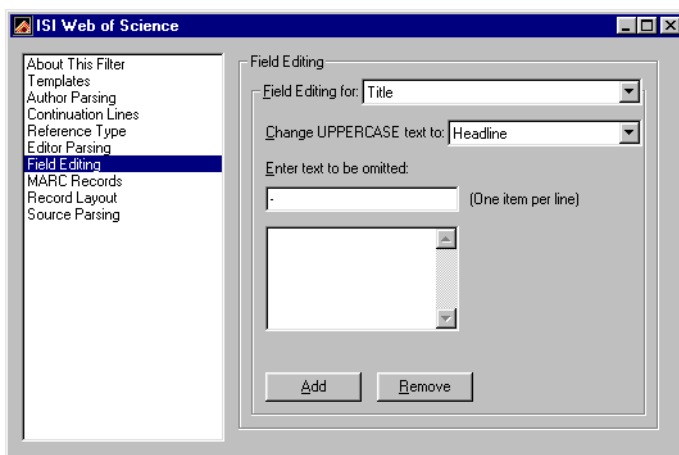 ISI Web of Science
About This Filter
Templates
Author Parsing
Continuation Lines
Reference Type
Editor Parsing
Field Editing
MARC Records
Record Layout
Source Parsing
Field Editing
Field Editing for: Title
Change UPPERCASE text to: Headline
Enter text to be omitted:
- (One item per line)
Add Remove